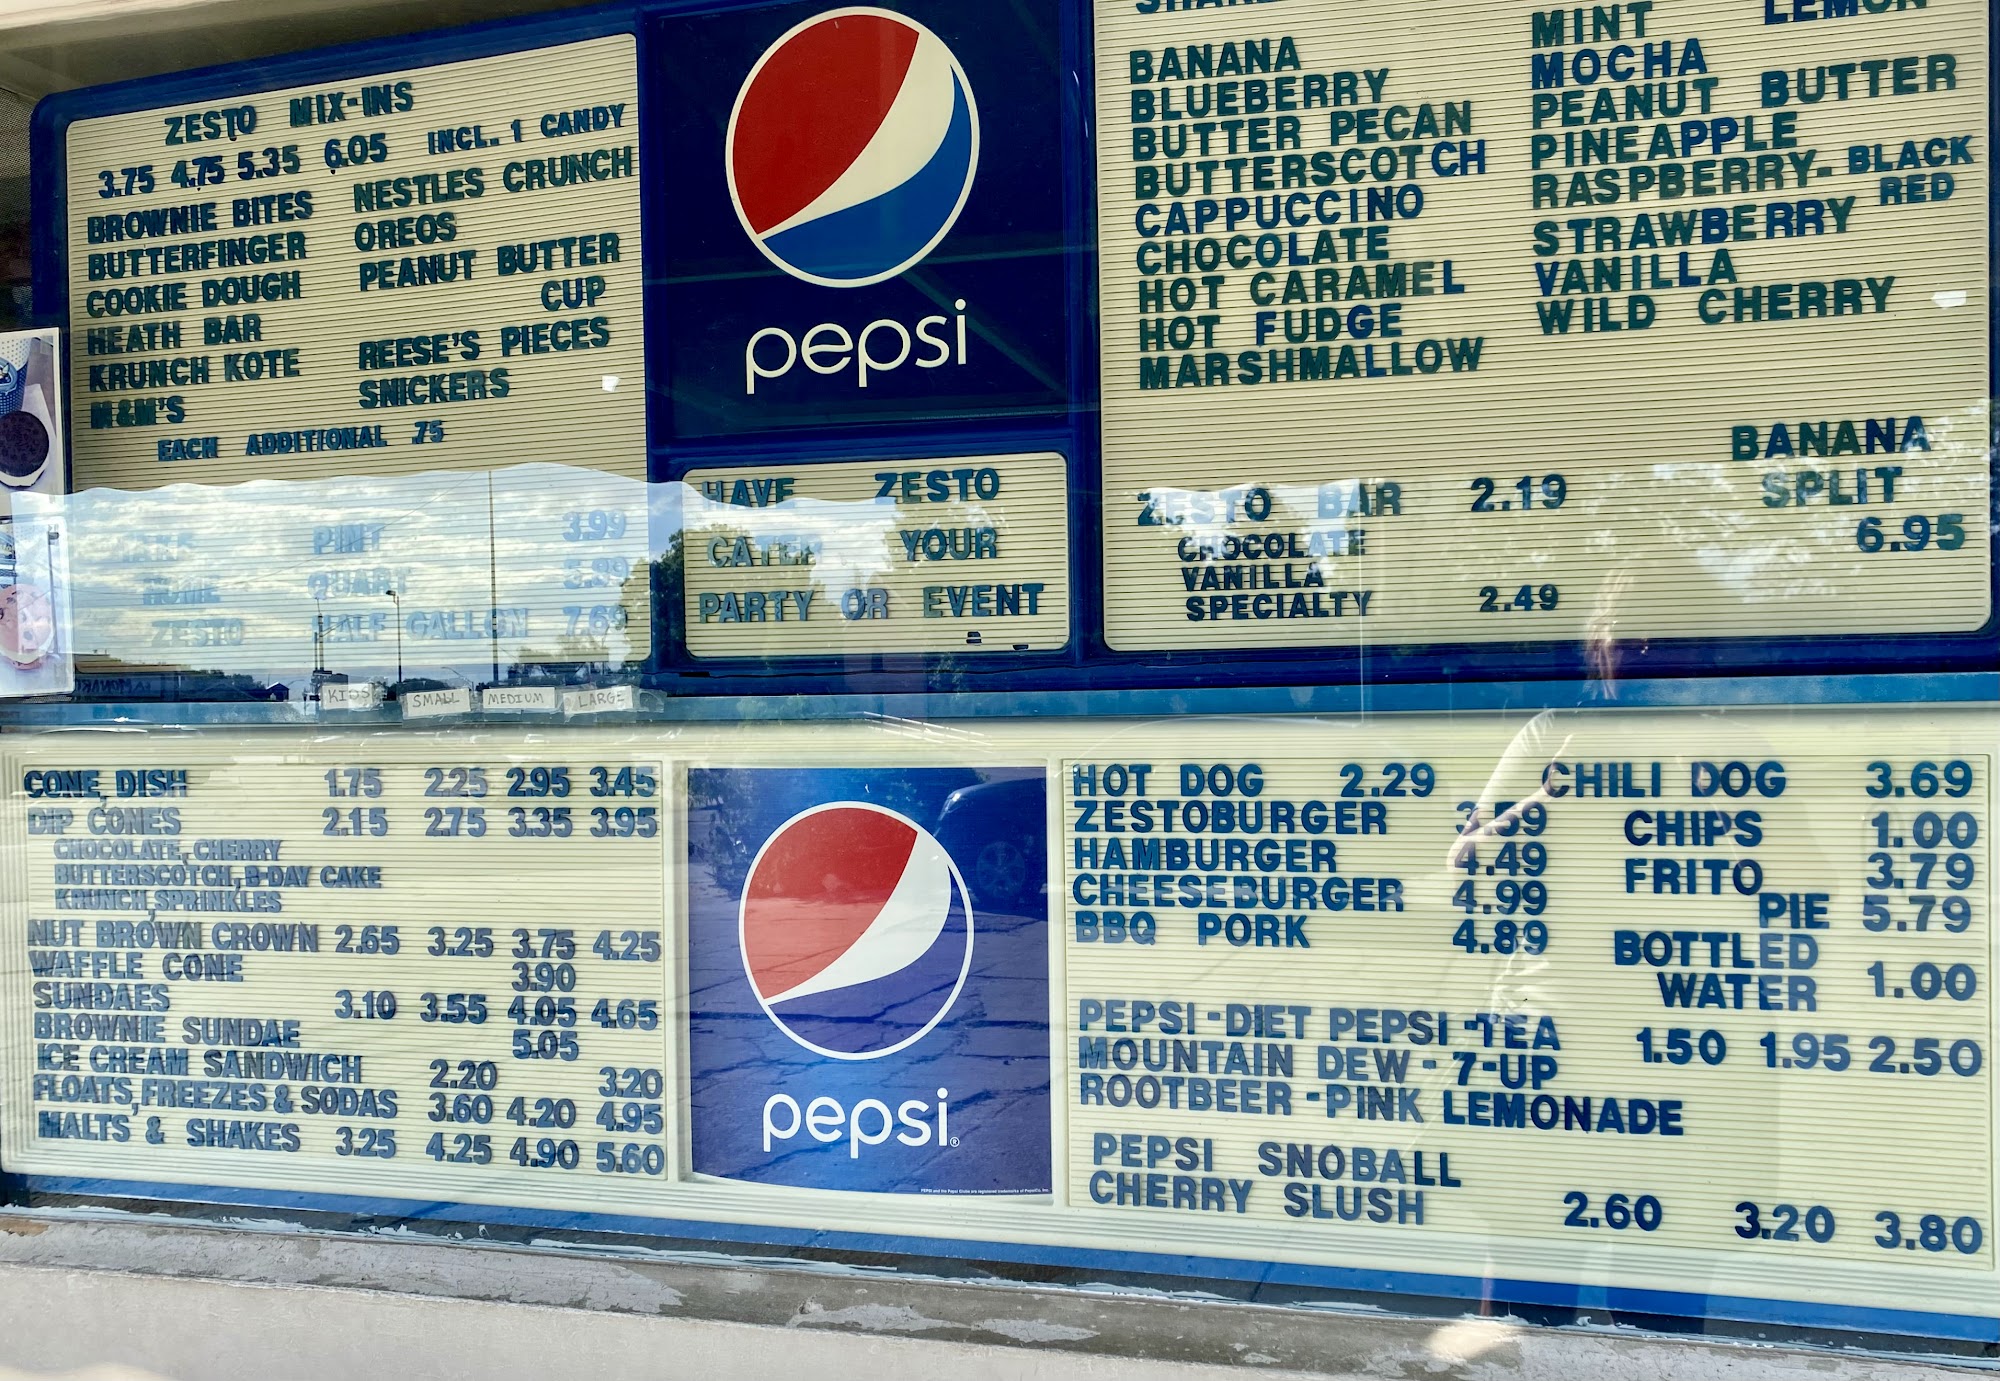 ZESTO MIX-INS
3.75 4.75 5.35 6.05 INCL. 1 CANDY
BROWNIE BITES NESTLES CRUNCH
BUTTERFINGER OREOS
COOKIE DOUGH PEANUT BUTTER
CUP
HEATH BAR
KRUNCH KOTE REESE'S PIECES
M&M'S SNICKERS
EACH ADDITIONAL .75
TAKE PINT 3.99
HOME QUART 5.89
ZESTO HALF GALLON 7.69
pepsi
HAVE ZESTO
CATER YOUR
PARTY OR EVENT
BANANA
BLUEBERRY
BUTTER PECAN
BUTTERSCOTCH
CAPPUCCINO
CHOCOLATE
HOT CARAMEL
HOT FUDGE
MARSHMALLOW
MINT LEMON
MOCHA
PEANUT BUTTER
PINEAPPLE
RASPBERRY- BLACK
RED
STRAWBERRY
VANILLA
WILD CHERRY
ZESTO BAR 2.19
CHOCOLATE
VANILLA
SPECIALTY 2.49
BANANA
SPLIT
6.95
KIDS SMALL MEDIUM LARGE
CONE, DISH 1.75 2.25 2.95 3.45
DIP CONES 2.15 2.75 3.35 3.95
CHOCOLATE, CHERRY
BUTTERSCOTCH, B-DAY CAKE
KRUNCH, SPRINKLES
NUT BROWN CROWN 2.65 3.25 3.75 4.25
WAFFLE CONE 3.90
SUNDAES 3.10 3.55 4.05 4.65
BROWNIE SUNDAE 5.05
ICE CREAM SANDWICH 2.20 3.20
FLOATS, FREEZES & SODAS 3.60 4.20 4.95
MALTS & SHAKES 3.25 4.25 4.90 5.60
pepsi
HOT DOG 2.29 CHILI DOG 3.69
ZESTOBURGER 3.59 CHIPS 1.00
HAMBURGER 4.49 FRITO 3.79
CHEESEBURGER 4.99 PIE 5.79
BBQ PORK 4.89 BOTTLED
WATER 1.00
PEPSI-DIET PEPSI-TEA 1.50 1.95 2.50
MOUNTAIN DEW - 7-UP
ROOTBEER - PINK LEMONADE
PEPSI SNOBALL
CHERRY SLUSH 2.60 3.20 3.80